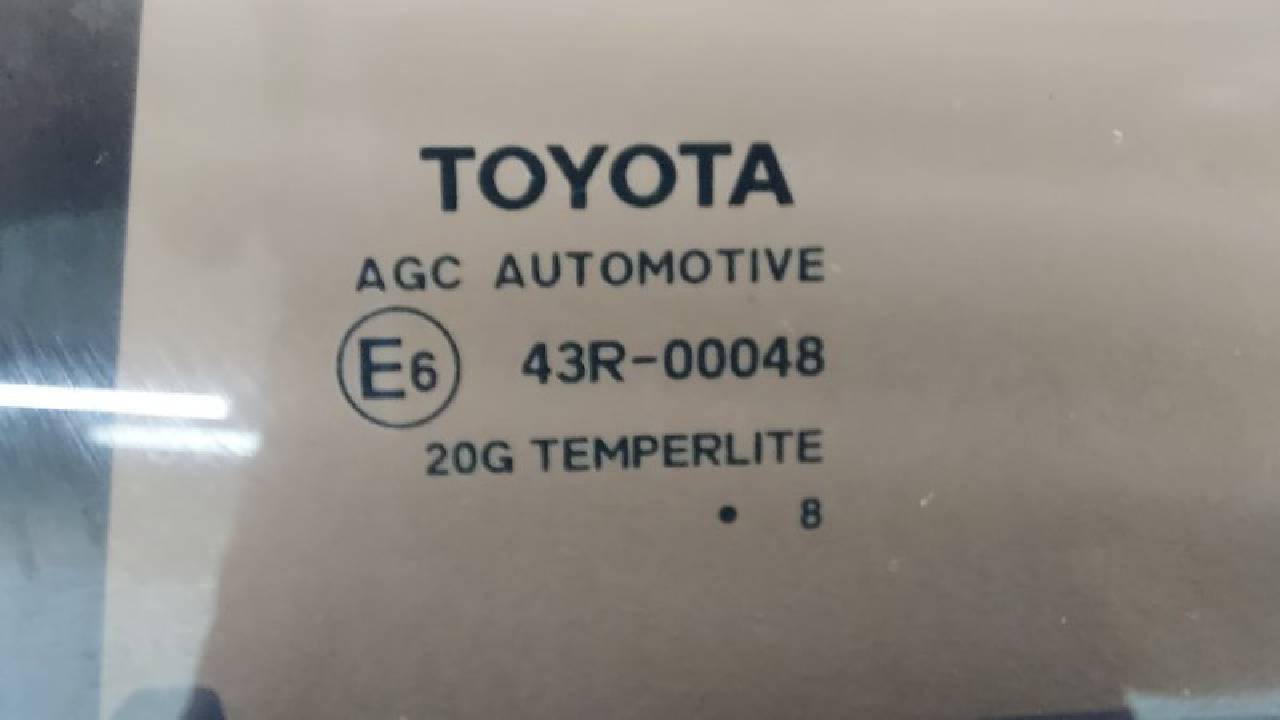 TOYOTA
AGC AUTOMOTIVE
E6 43R-00048
20G TEMPERLITE
• 8